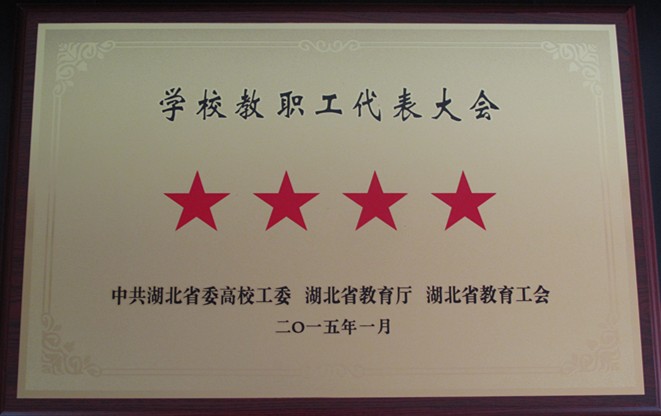 学校教职工代表大会
中共湖北省委高校工委 湖北省教育厅 湖北省教育工会
二〇一五年一月